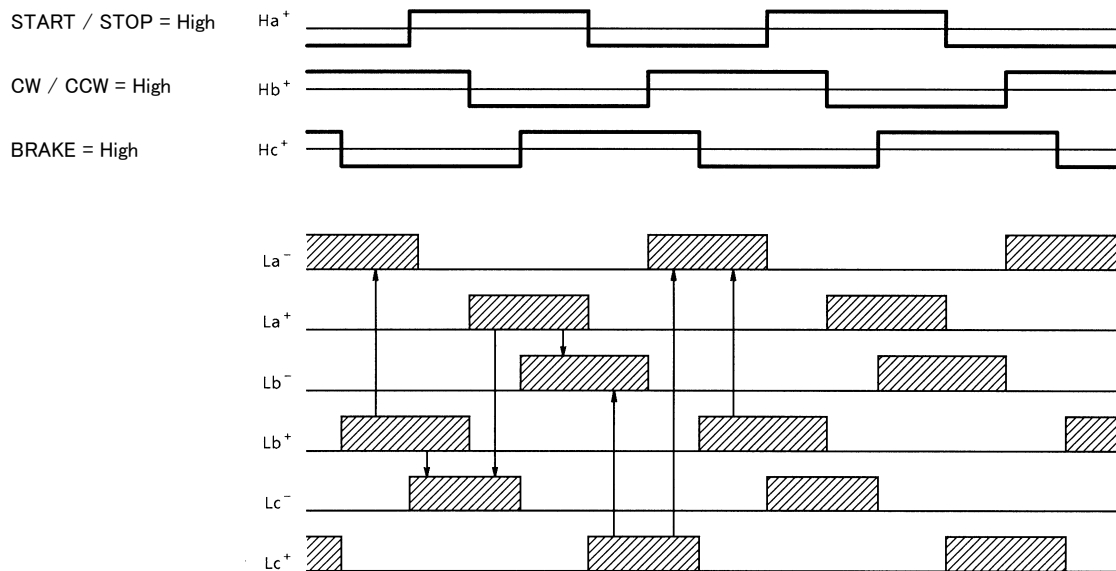 START / STOP = High
Ha⁺
CW / CCW = High
Hb⁺
BRAKE = High
Hc⁺
La⁻
La⁺
Lb⁻
Lb⁺
Lc⁻
Lc⁺